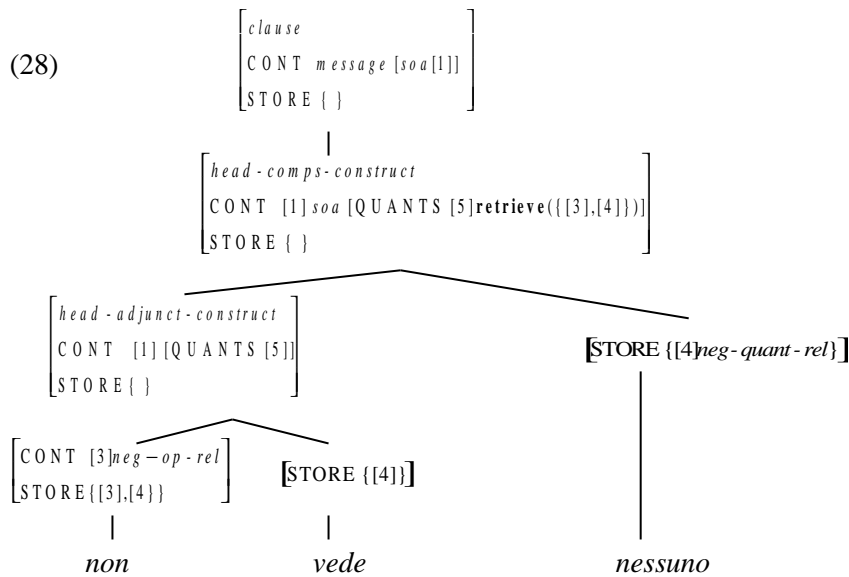 (28)
clause
CONT message [soa[1]]
STORE { }
head-comps-construct
CONT [1] soa [QUANTS [5]retrieve({[3],[4]})]
STORE { }
head-adjunct-construct
CONT [1] [QUANTS [5]]
STORE{ }
[STORE {[4]neg-quant-rel}]
CONT [3]neg–op-rel
STORE{[3],[4}}
[STORE {[4]}]
non vede nessuno